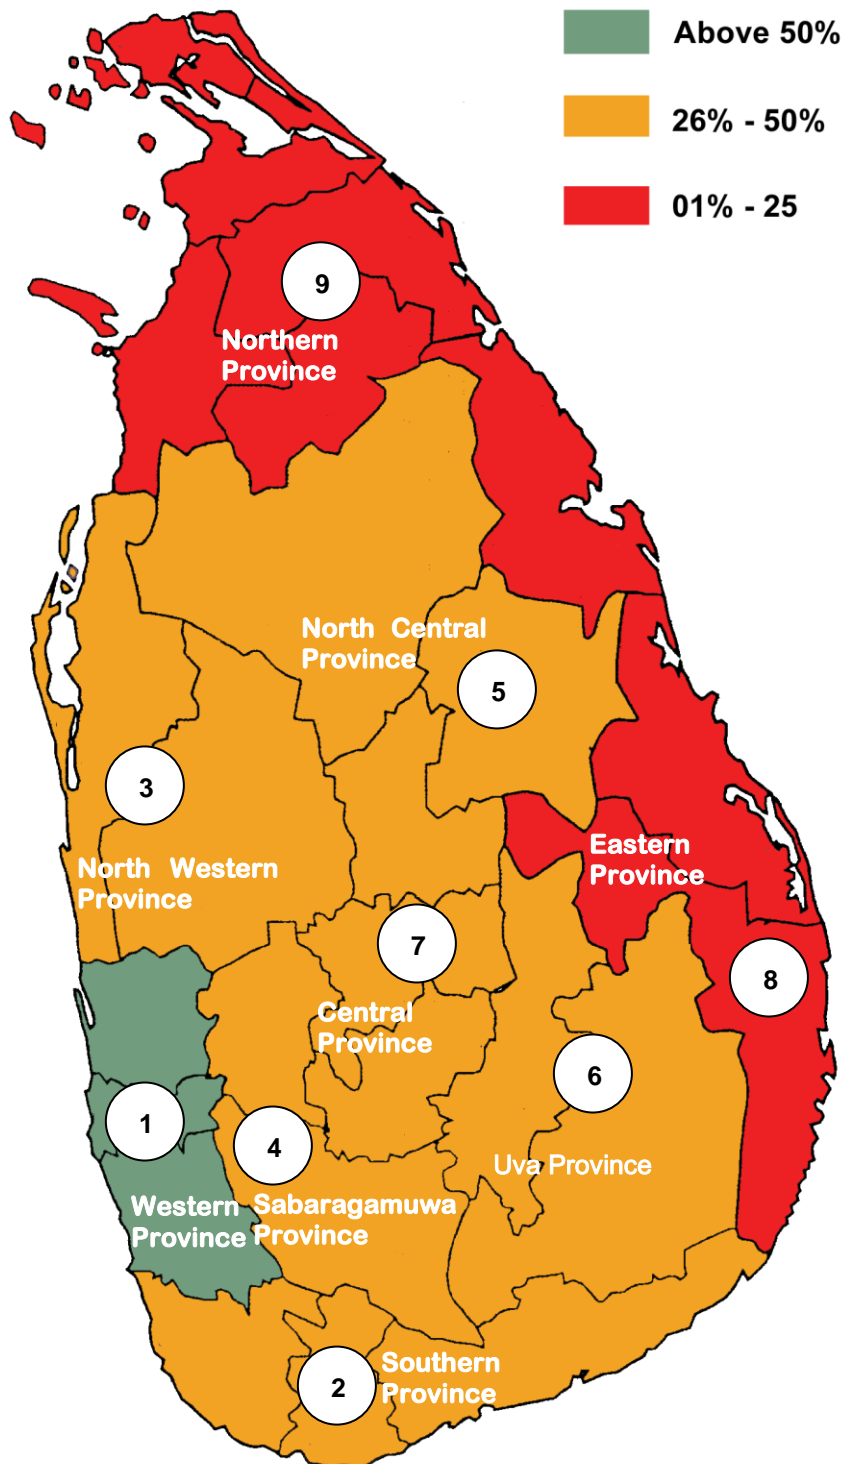 Above 50%
26% - 50%
01% - 25
9
Northern
Province
North Central
Province
5
3
North Western
Province
Eastern
Province
7
8
Central
Province
6
1
4
Uva Province
Western
Province
Sabaragamuwa
Province
Southern
Province
2